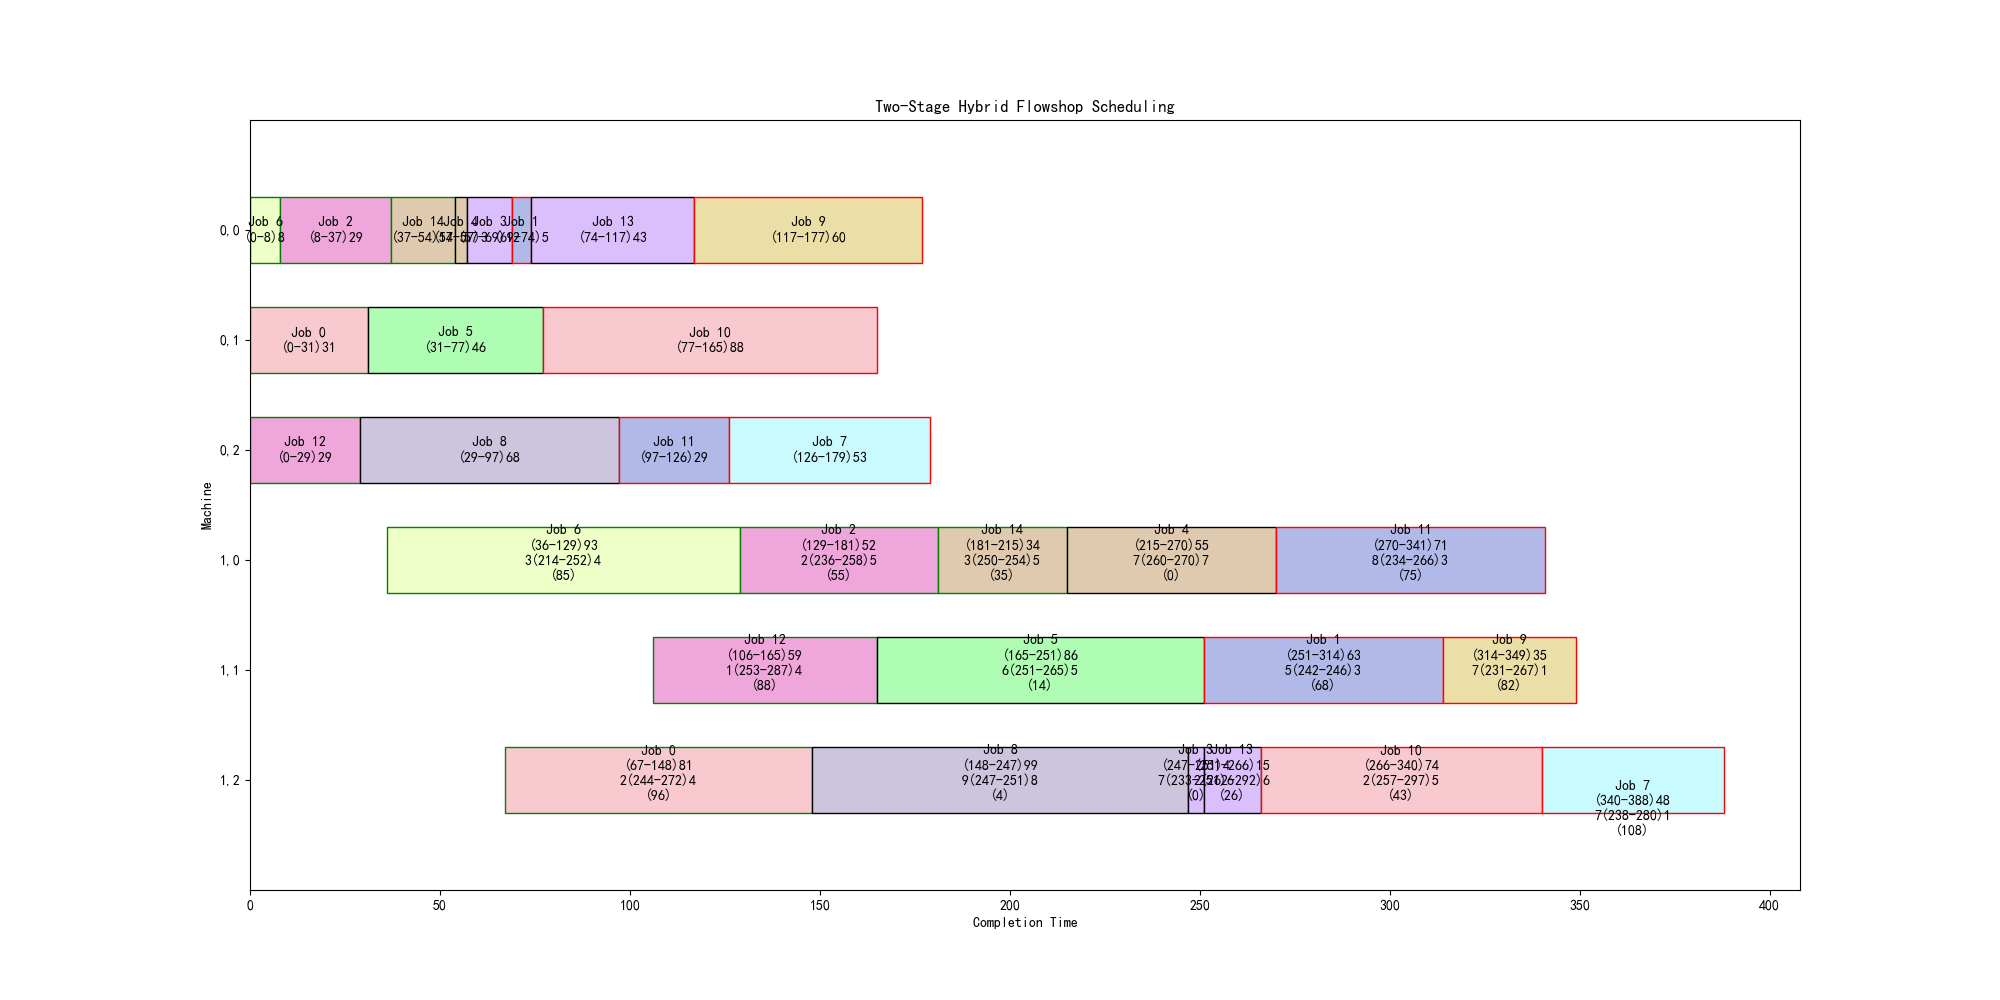 Two-Stage Hybrid Flowshop Scheduling
0,0
Job 6
(0-8)8
Job 2
(8-37)29
Job 14
(37-54)17
Job 4
(54-57)3
Job 3
(57-69)12
Job 1
(69-74)5
Job 13
(74-117)43
Job 9
(117-177)60
0,1
Job 0
(0-31)31
Job 5
(31-77)46
Job 10
(77-165)88
0,2
Job 12
(0-29)29
Job 8
(29-97)68
Job 11
(97-126)29
Job 7
(126-179)53
Machine
1,0
Job 6
(36-129)93
3(214-252)4
(85)
Job 2
(129-181)52
2(236-258)5
(55)
Job 14
(181-215)34
3(250-254)5
(35)
Job 4
(215-270)55
7(260-270)7
(0)
Job 11
(270-341)71
8(234-266)3
(75)
1,1
Job 12
(106-165)59
1(253-287)4
(88)
Job 5
(165-251)86
6(251-265)5
(14)
Job 1
(251-314)63
5(242-246)3
(68)
Job 9
(314-349)35
7(231-267)1
(82)
1,2
Job 0
(67-148)81
2(244-272)4
(96)
Job 8
(148-247)99
9(247-251)8
(4)
Job 3
(247-251)4
(0)
Job 13
(251-266)15
(26)
Job 10
(266-340)74
2(257-297)5
(43)
Job 7
(340-388)48
7(238-280)1
(108)
0
50
100
150
200
250
300
350
400
Completion Time